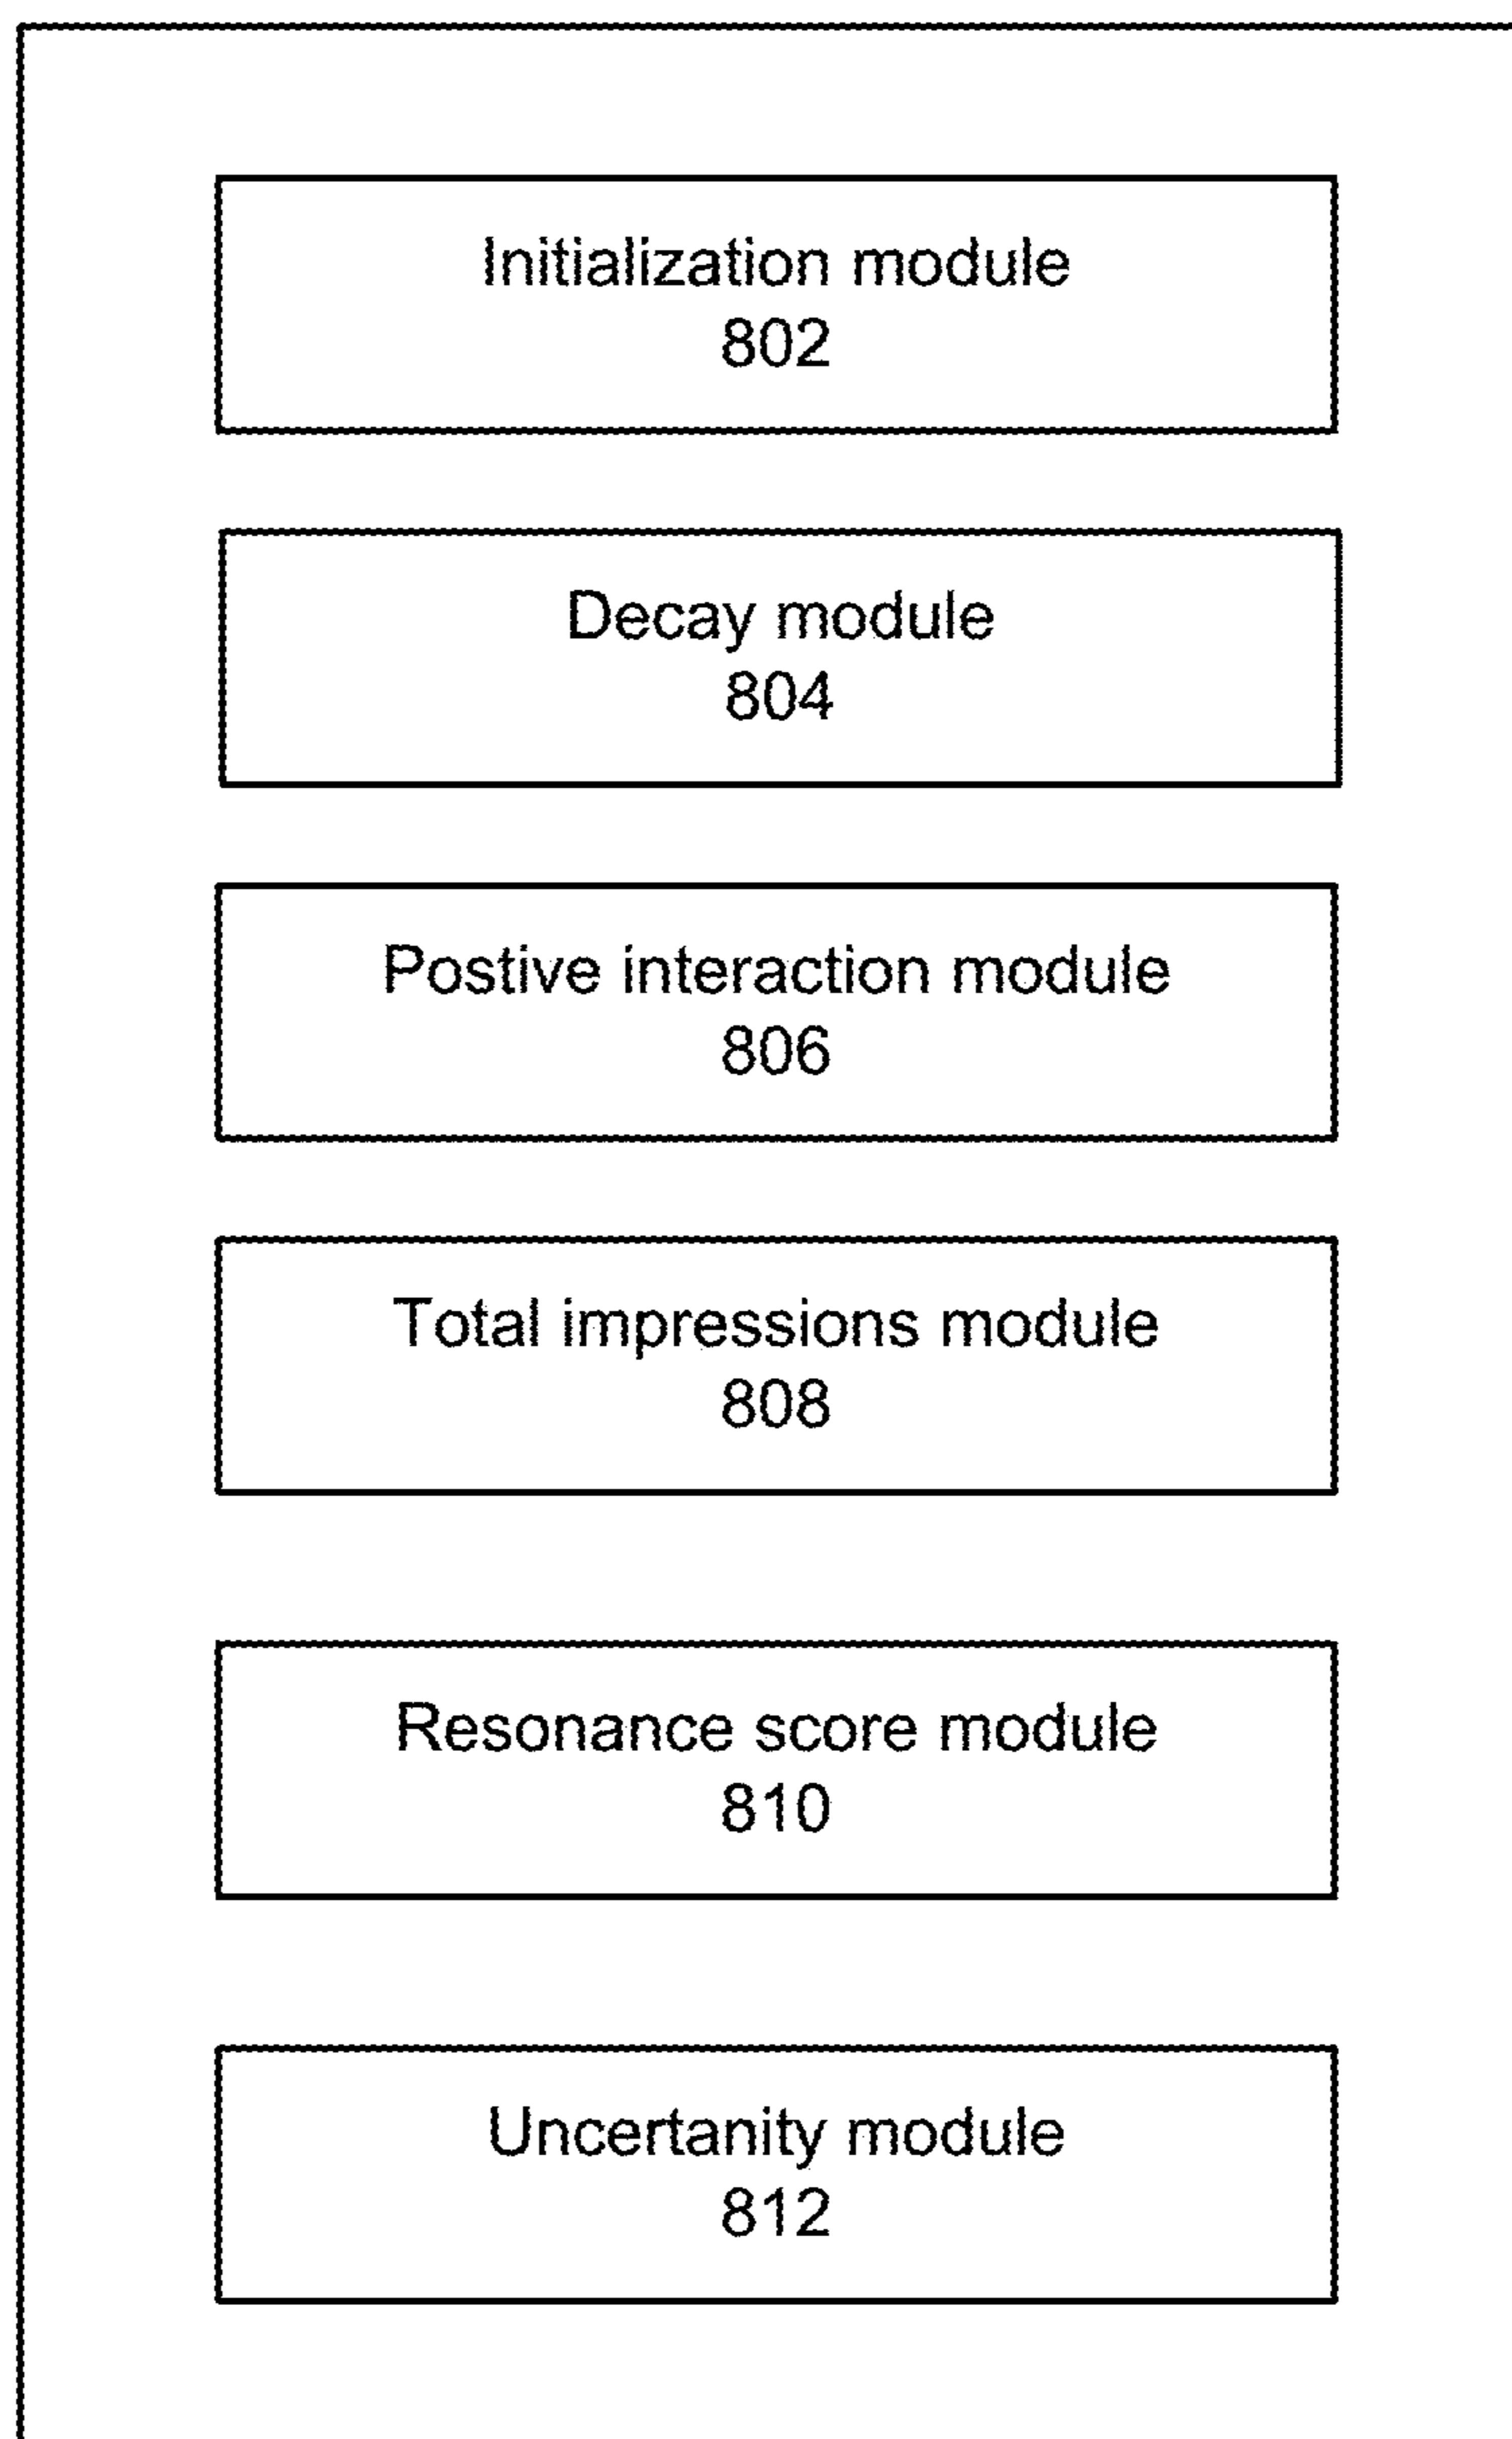 Initialization module
802
Decay module
804
Postive interaction module
806
Total impressions module
808
Resonance score module
810
Uncertanity module
812